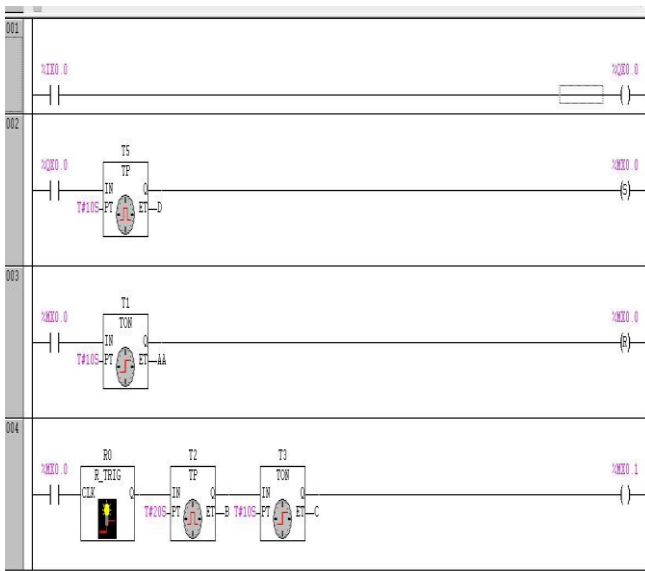 001
%IX0.0 %QX0.0
002
%QX0.0 T5 %MX0.0
TP
IN Q (S)
T#10S PT ET D
003
%MX0.0 T1 %MX0.0
TON
IN Q (R)
T#10S PT ET AA
004
%MX0.0 R0 T2 T3 %MX0.1
R_TRIG TP TON
CLK Q IN Q IN Q
T#20S PT ET B T#10S PT ET C